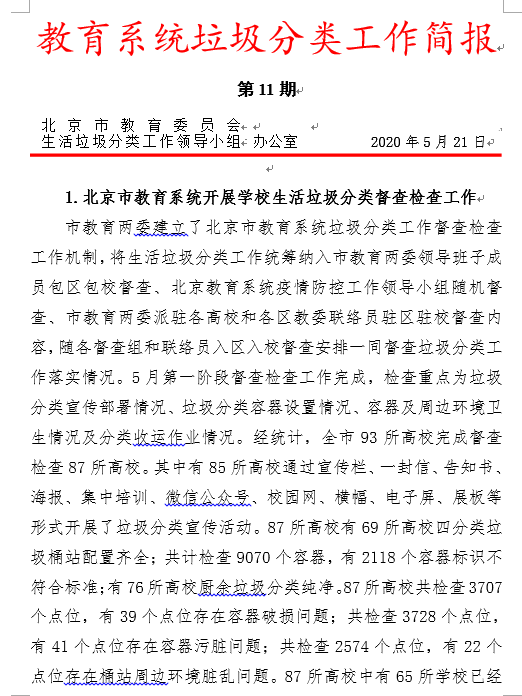 教育系统垃圾分类工作简报
第 11 期
北京市教育委员会
生活垃圾分类工作领导小组 办公室 2020 年 5 月 21 日
1.北京市教育系统开展学校生活垃圾分类督查检查工作
市教育两委建立了北京市教育系统垃圾分类工作督查检查
工作机制，将生活垃圾分类工作统筹纳入市教育两委领导班子成
员包区包校督查、北京教育系统疫情防控工作领导小组随机督
查、市教育两委派驻各高校和各区教委联络员驻区驻校督查内
容，随各督查组和联络员入区入校督查安排一同督查垃圾分类工
作落实情况。5 月第一阶段督查检查工作完成，检查重点为垃圾
分类宣传部署情况、垃圾分类容器设置情况、容器及周边环境卫
生情况及分类收运作业情况。经统计，全市 93 所高校完成督查
检查 87 所高校。其中有 85 所高校通过宣传栏、一封信、告知书、
海报、集中培训、微信公众号、校园网、横幅、电子屏、展板等
形式开展了垃圾分类宣传活动。87 所高校有 69 所高校四分类垃
圾桶站配置齐全；共计检查 9070 个容器，有 2118 个容器标识不
符合标准；有 76 所高校厨余垃圾分类纯净。87 所高校共检查 3707
个点位，有 39 个点位存在容器破损问题；共检查 3728 个点位，
有 41 个点位存在容器污脏问题；共检查 2574 个点位，有 22 个
点位存在桶站周边环境脏乱问题。87 所高校中有 65 所学校已经